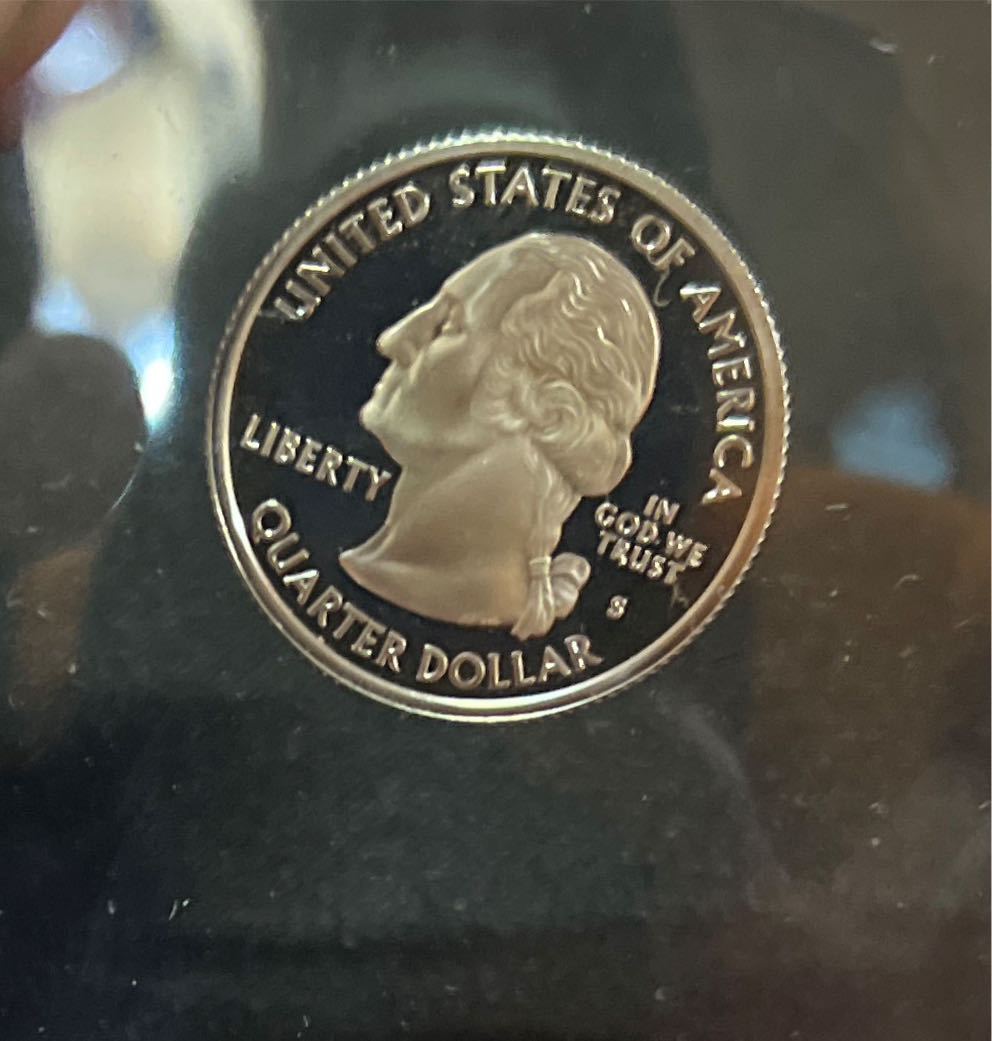 UNITED STATES OF AMERICA
LIBERTY
IN
GOD WE
TRUST
S
QUARTER DOLLAR